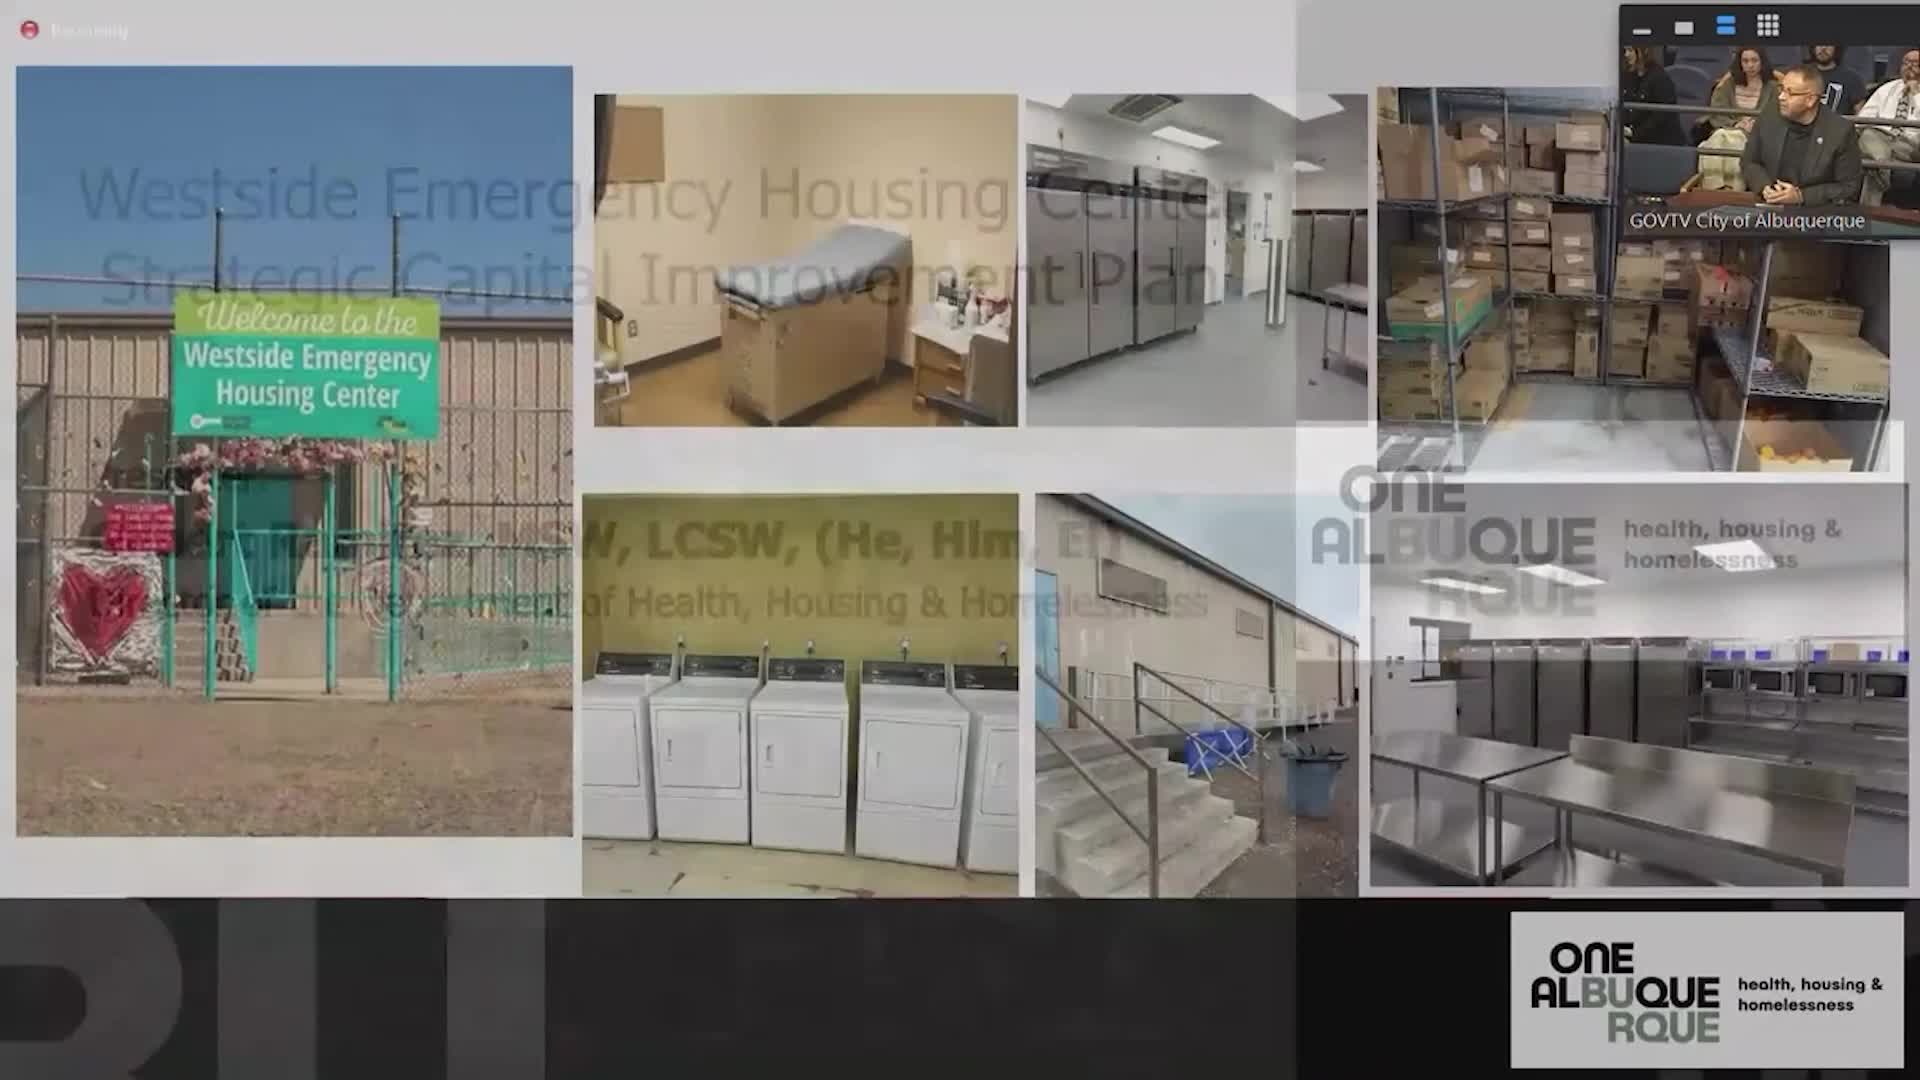 Recording
GOVTV City of Albuquerque
Westside Emergency Housing Center
Strategic Capital Improvement Plan
Welcome to the
Westside Emergency
Housing Center
LCSW, (He, Him, El)
of Health, Housing & Homelessness
ONE
ALBUQUE
RQUE
health, housing &
homelessness
ONE
ALBUQUE
RQUE
health, housing &
homelessness